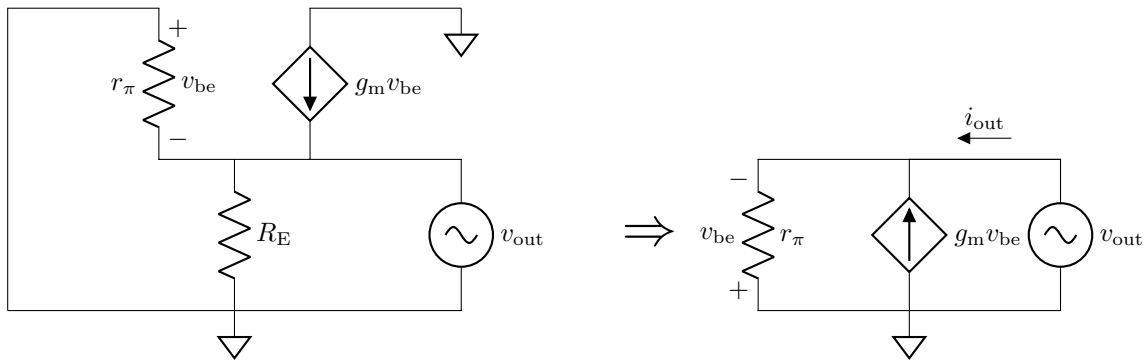 +
r_π v_be
−
g_m v_be
R_E
v_out
⇒
i_out
−
v_be r_π
+
g_m v_be
v_out